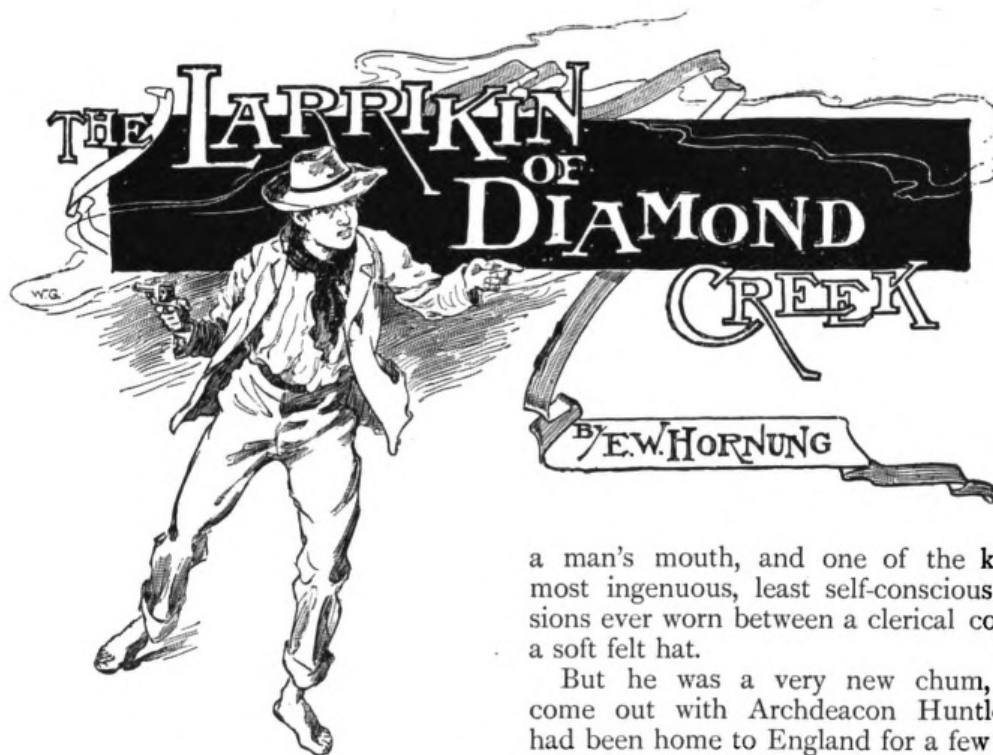 THE LARRIKIN
OF
DIAMOND
CREEK
W.G.
BY E.W. HORNUNG
a man's mouth, and one of the k
most ingenuous, least self-conscious
sions ever worn between a clerical co
a soft felt hat.
But he was a very new chum,
come out with Archdeacon Huntl
had been home to England for a few